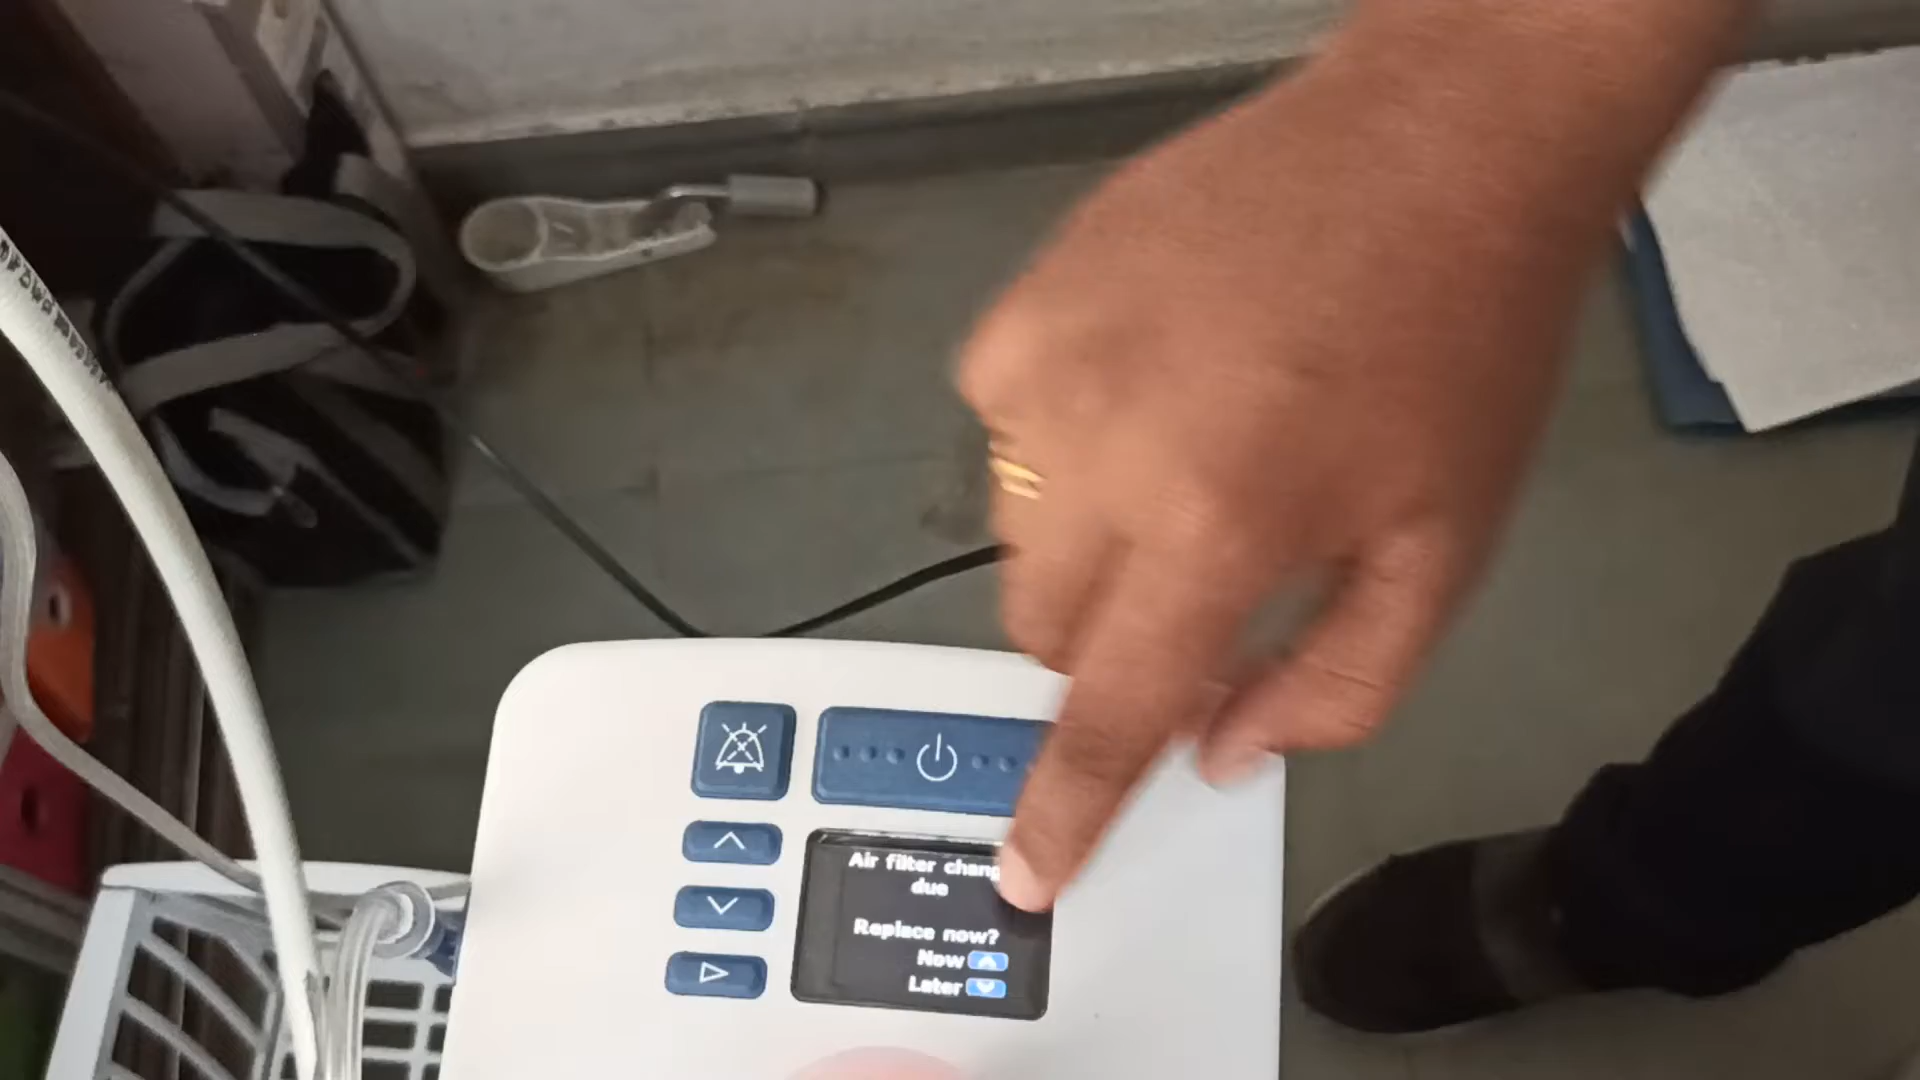 Air filter chang
due
Replace now?
Now
Later